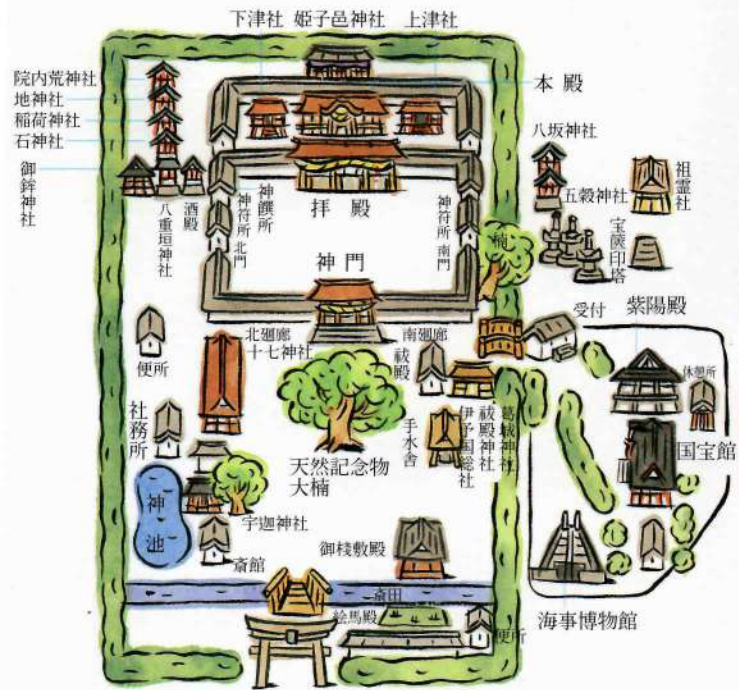 下津社 姫子邑神社 上津社
院内荒神社
地神社
稲荷神社
石神社
御鉾神社
八重垣神社
酒殿
本殿
神饌所
神符所 北門
拝殿
神符所 南門
神門
八坂神社
五穀神社
祖霊社
宝篋印塔
楠
受付
紫陽殿
休憩所
国宝館
海事博物館
北廻廊
十七神社
南廻廊
祓殿
便所
社務所
手水舎
葛城神社
祓殿神社
伊予国総社
天然記念物
大楠
神池
宇迦神社
斎館
御桟敷殿
斎田
絵馬殿
便所